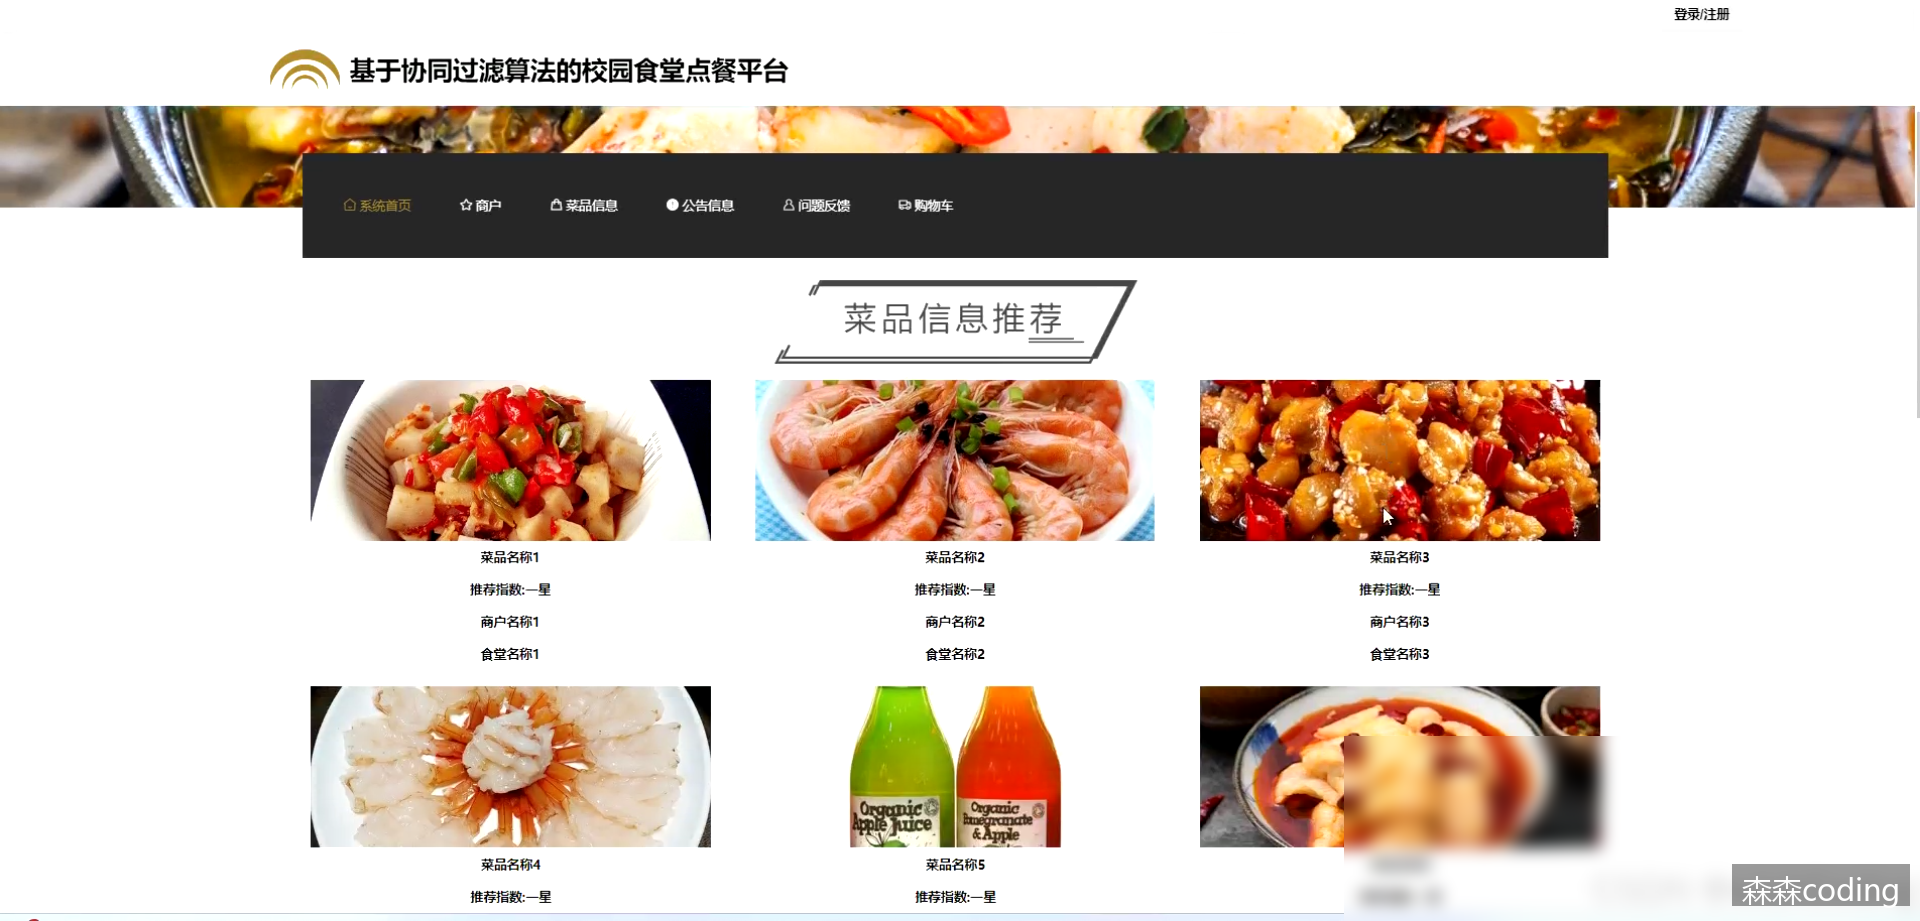 登录/注册
基于协同过滤算法的校园食堂点餐平台
系统首页 商户 菜品信息 公告信息 问题反馈 购物车
菜品信息推荐
菜品名称1 菜品名称2 菜品名称3
推荐指数:一星 推荐指数:一星 推荐指数:一星
商户名称1 商户名称2 商户名称3
食堂名称1 食堂名称2 食堂名称3
Organic Apple Juice
Organic Pomegranate & Apple
菜品名称4 菜品名称5
推荐指数:一星 推荐指数:一星
森森coding